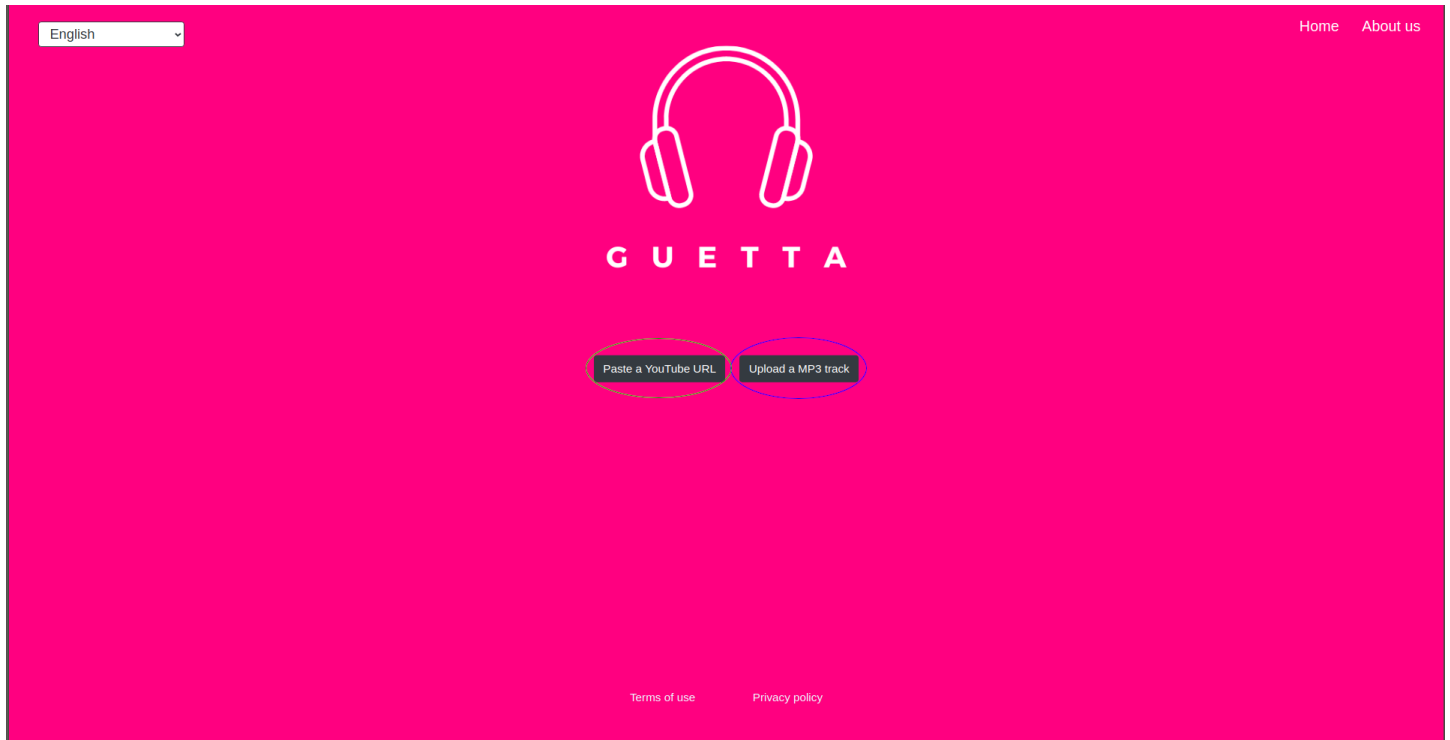 English
Home About us
GUETTA
Paste a YouTube URL Upload a MP3 track
Terms of use Privacy policy